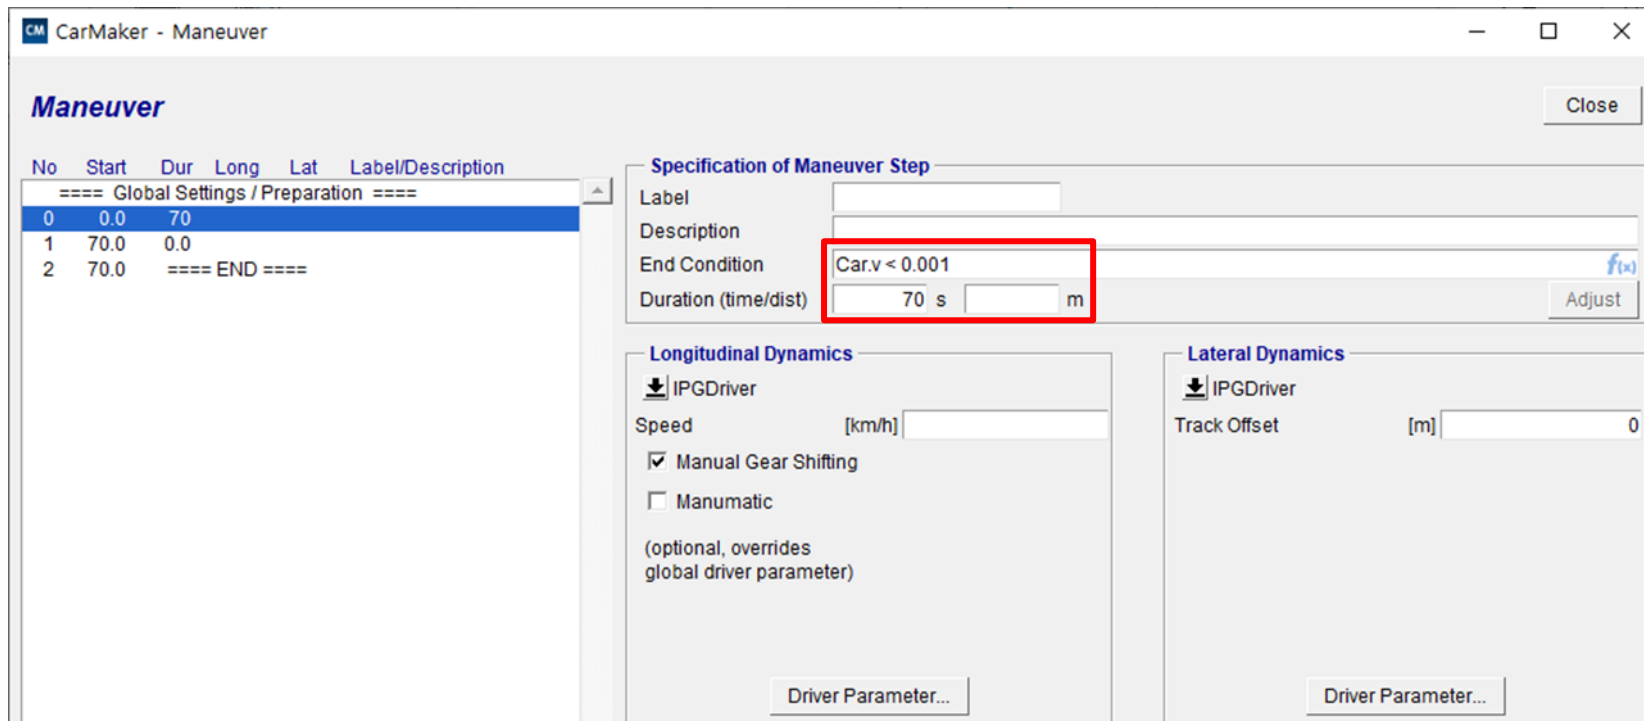 CM CarMaker - Maneuver
Maneuver
Close
No Start Dur Long Lat Label/Description
==== Global Settings / Preparation ====
0 0.0 70
1 70.0 0.0
2 70.0 ==== END ====
Specification of Maneuver Step
Label
Description
End Condition Car.v < 0.001 f(x)
Duration (time/dist) 70 s m Adjust
Longitudinal Dynamics
IPGDriver
Speed [km/h]
Manual Gear Shifting
Manumatic
(optional, overrides
global driver parameter)
Driver Parameter...
Lateral Dynamics
IPGDriver
Track Offset [m] 0
Driver Parameter...